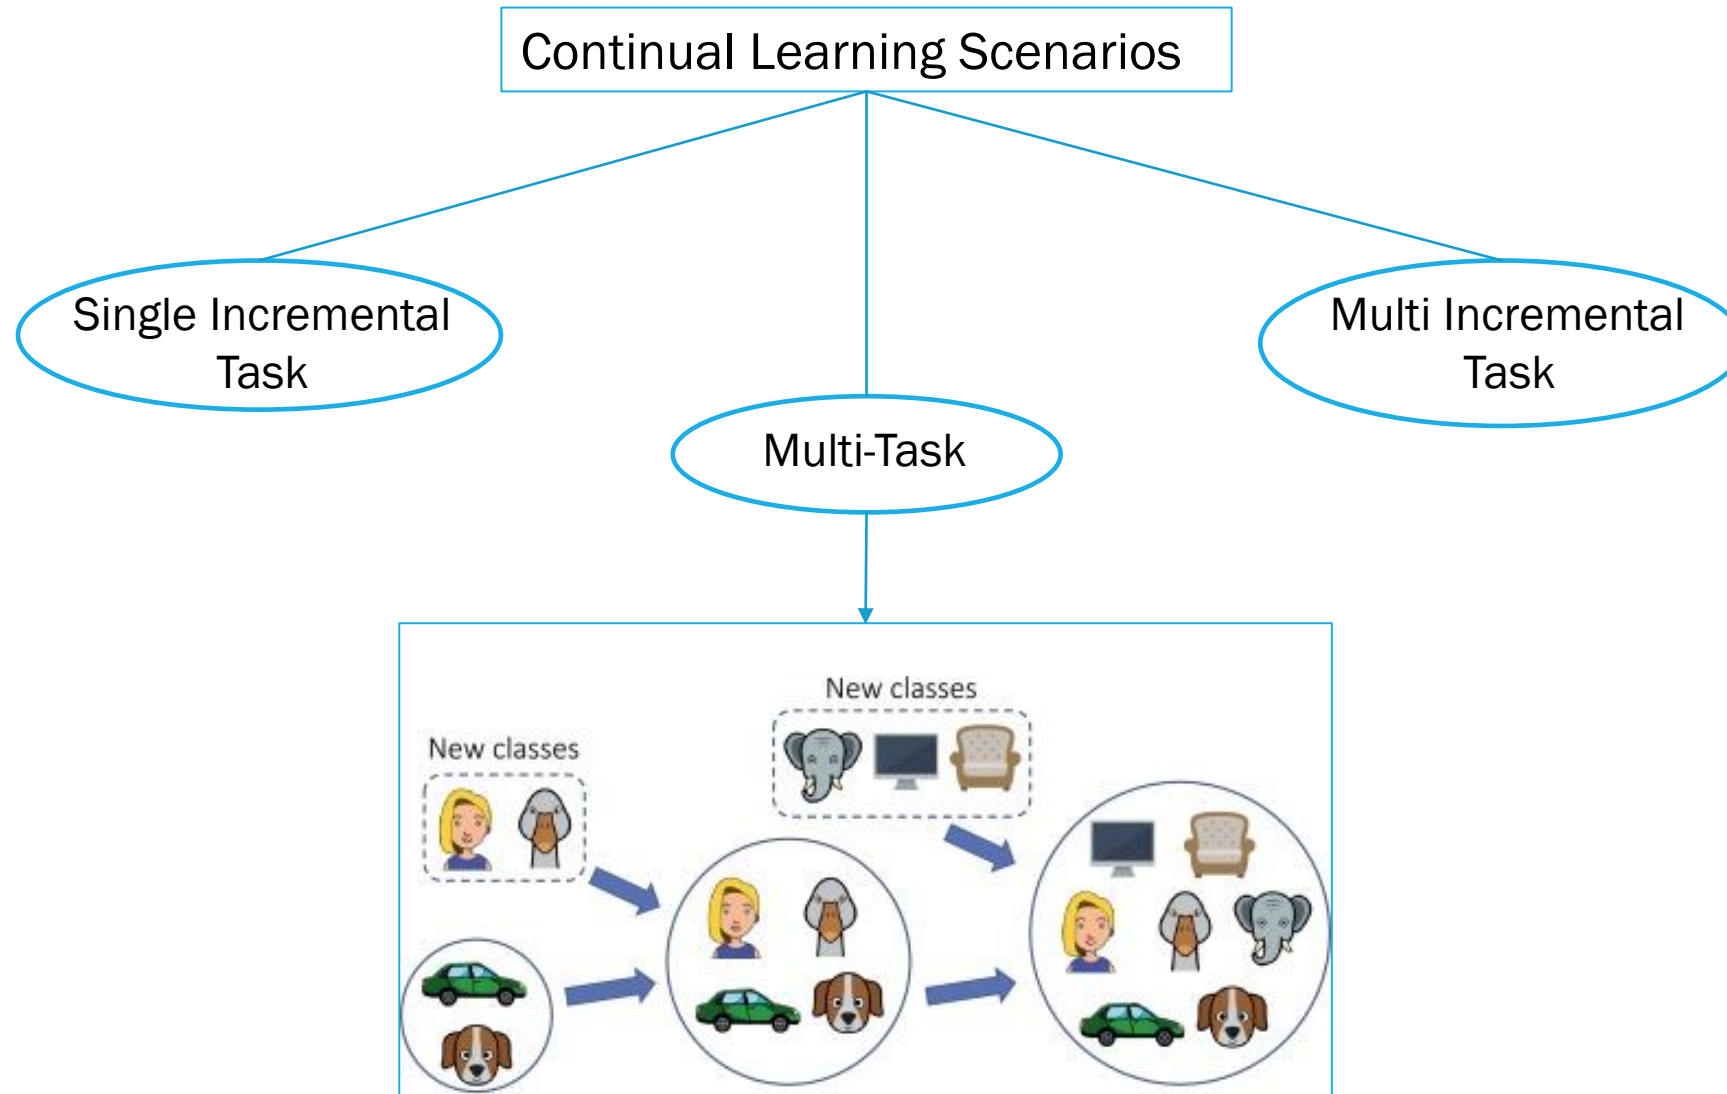 Continual Learning Scenarios
Single Incremental
Task
Multi-Task
Multi Incremental
Task
New classes
New classes